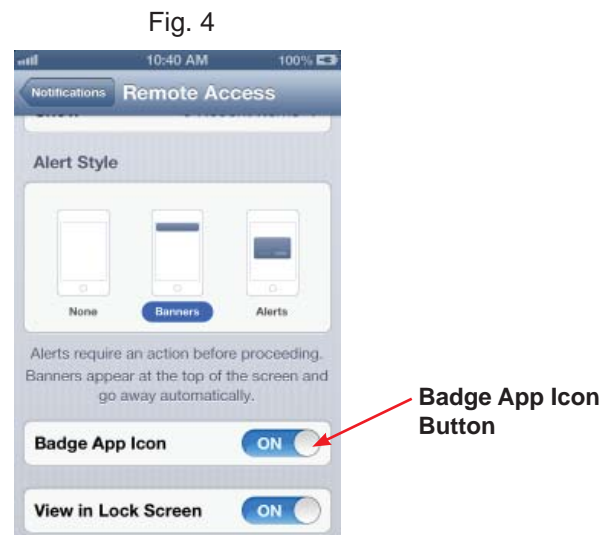 Fig. 4
10:40 AM 100%
Notifications Remote Access
Alert Style
None Banners Alerts
Alerts require an action before proceeding.
Banners appear at the top of the screen and
go away automatically.
Badge App Icon ON
Badge App Icon
Button
View in Lock Screen ON